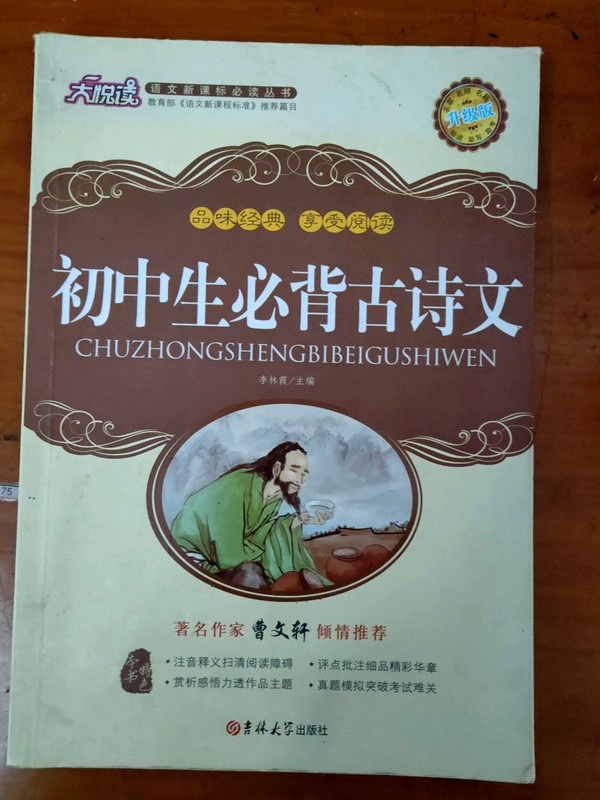 大悦读
语文新课标必读丛书
教育部《语文新课程标准》推荐篇目
升级版
品味经典 享受阅读
初中生必背古诗文
CHUZHONGSHENGBIBEIGUSHIWEN
李林霞/主编
著名作家 曹文轩 倾情推荐
本书特色
·注音释义扫清阅读障碍 ·评点批注细品精彩华章
·赏析感悟力透作品主题 ·真题模拟突破考试难关
吉林大学出版社
75